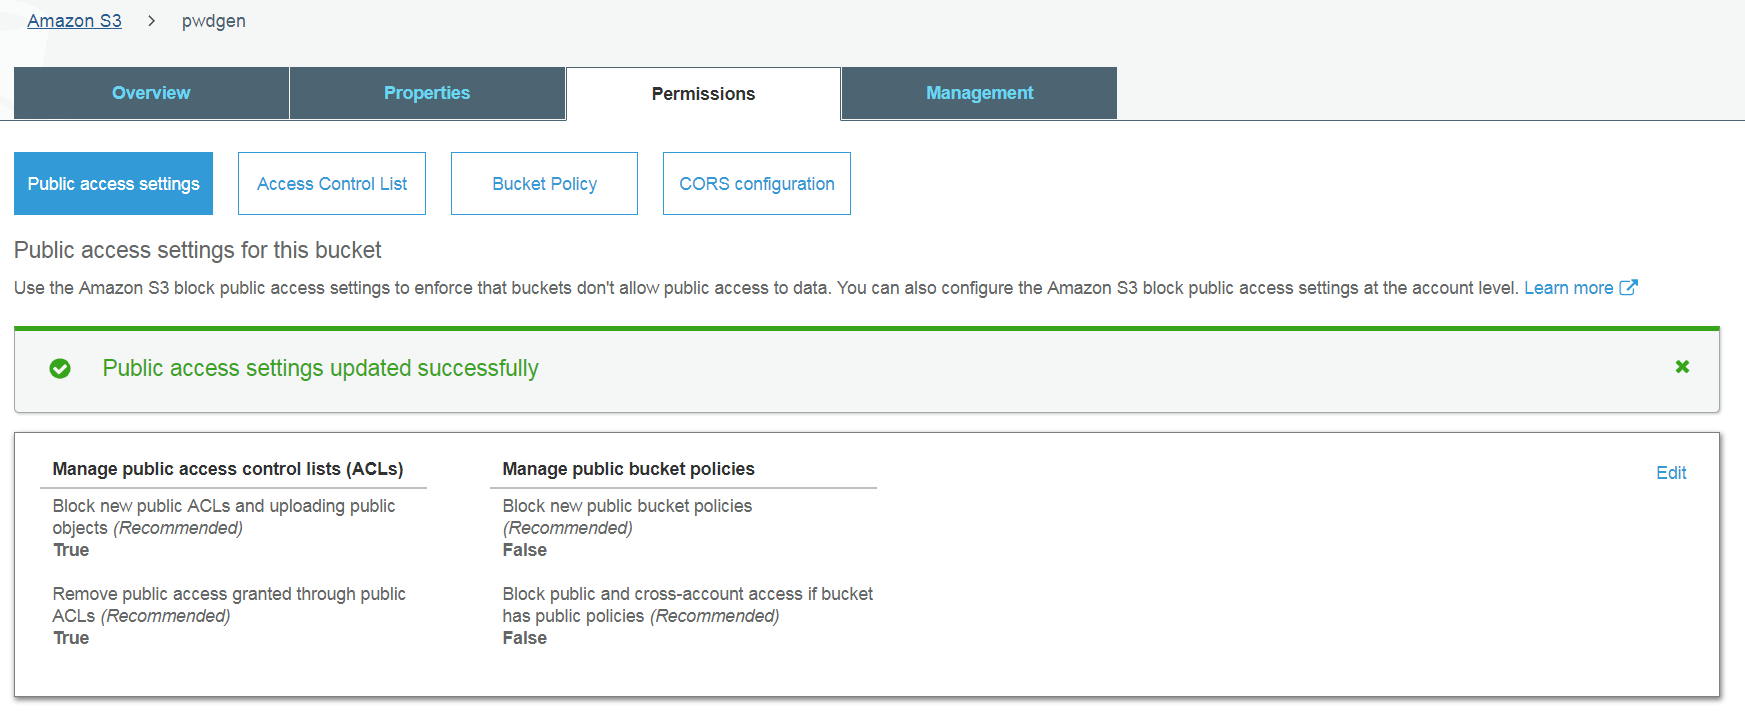 Amazon S3 > pwdgen
Overview Properties Permissions Management
Public access settings Access Control List Bucket Policy CORS configuration
Public access settings for this bucket
Use the Amazon S3 block public access settings to enforce that buckets don't allow public access to data. You can also configure the Amazon S3 block public access settings at the account level. Learn more
Public access settings updated successfully
Manage public access control lists (ACLs)
Block new public ACLs and uploading public
objects (Recommended)
True
Remove public access granted through public
ACLs (Recommended)
True
Manage public bucket policies
Block new public bucket policies
(Recommended)
False
Block public and cross-account access if bucket
has public policies (Recommended)
False
Edit